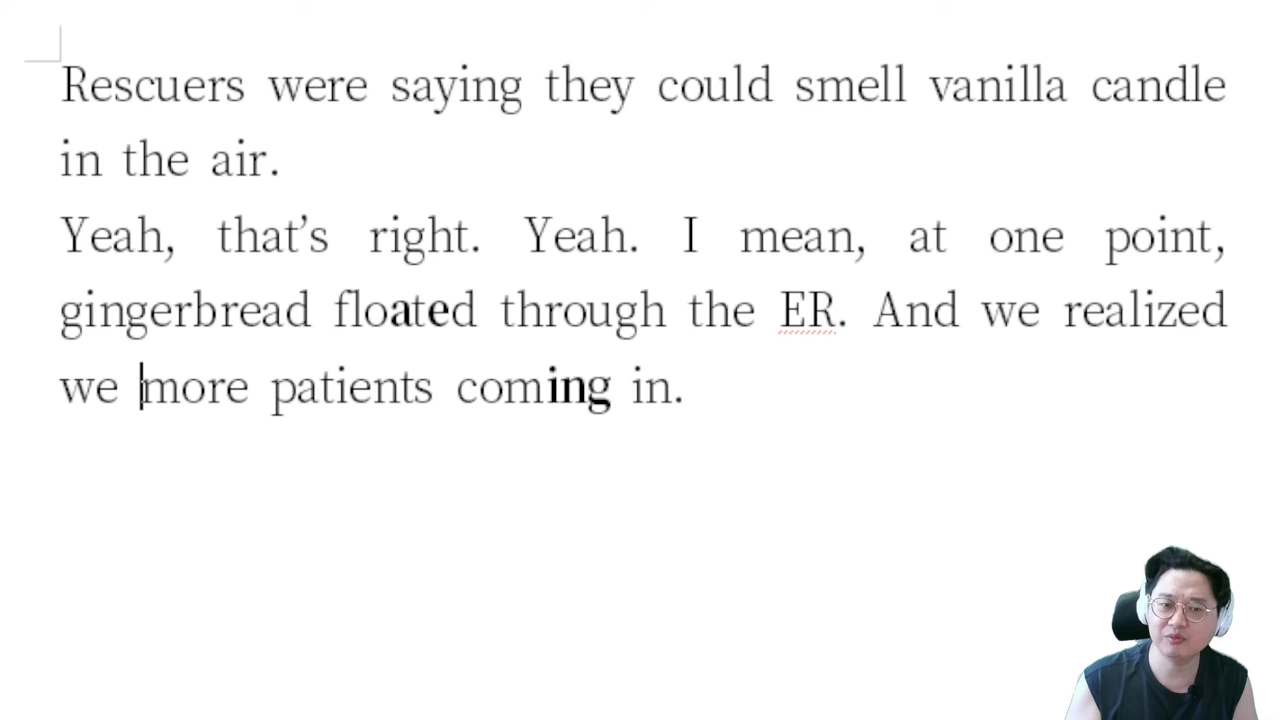 Rescuers were saying they could smell vanilla candle
in the air.
Yeah, that’s right. Yeah. I mean, at one point,
gingerbread floated through the ER. And we realized
we more patients coming in.